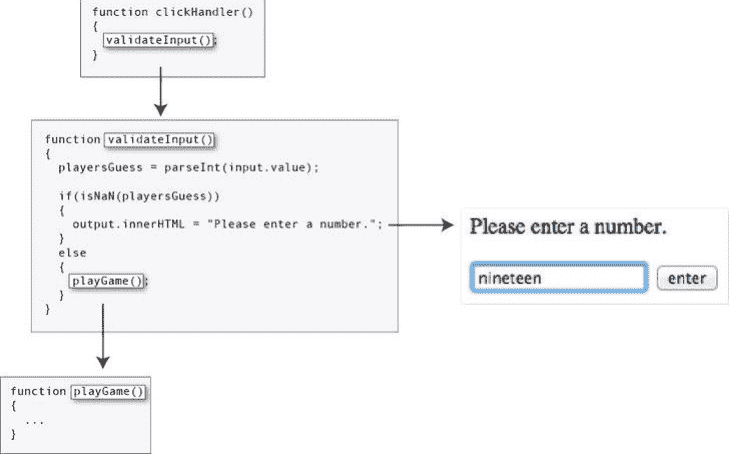 function clickHandler()
{
validateInput();
}
function validateInput()
{
playersGuess = parseInt(input.value);
if(isNaN(playersGuess))
{
output.innerHTML = "Please enter a number.";
}
else
{
playGame();
}
}
Please enter a number.
nineteen enter
function playGame()
{
...
}